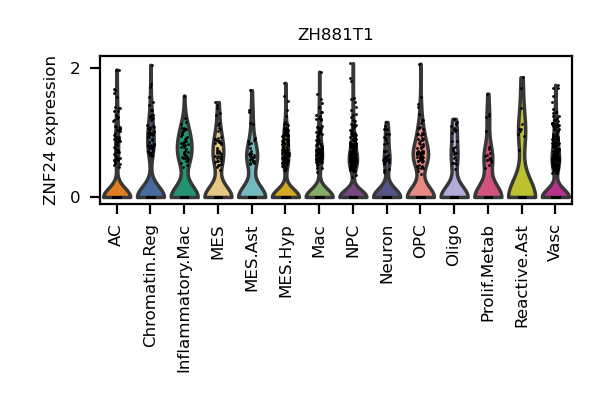 ZH881T1
ZNF24 expression
2
0
AC
Chromatin.Reg
Inflammatory.Mac
MES
MES.Ast
MES.Hyp
Mac
NPC
Neuron
OPC
Oligo
Prolif.Metab
Reactive.Ast
Vasc